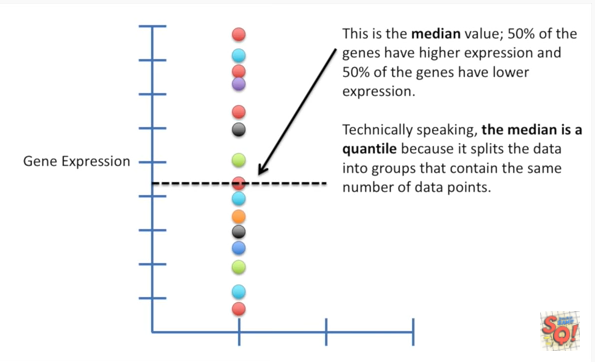 This is the median value; 50% of the
genes have higher expression and
50% of the genes have lower
expression.
Technically speaking, the median is a
quantile because it splits the data
into groups that contain the same
number of data points.
Gene Expression
SQ!